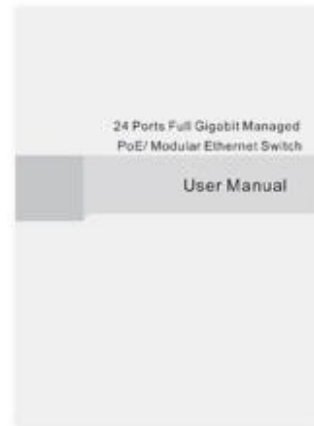 24 Ports Full Gigabit Managed
PoE/ Modular Ethernet Switch
User Manual